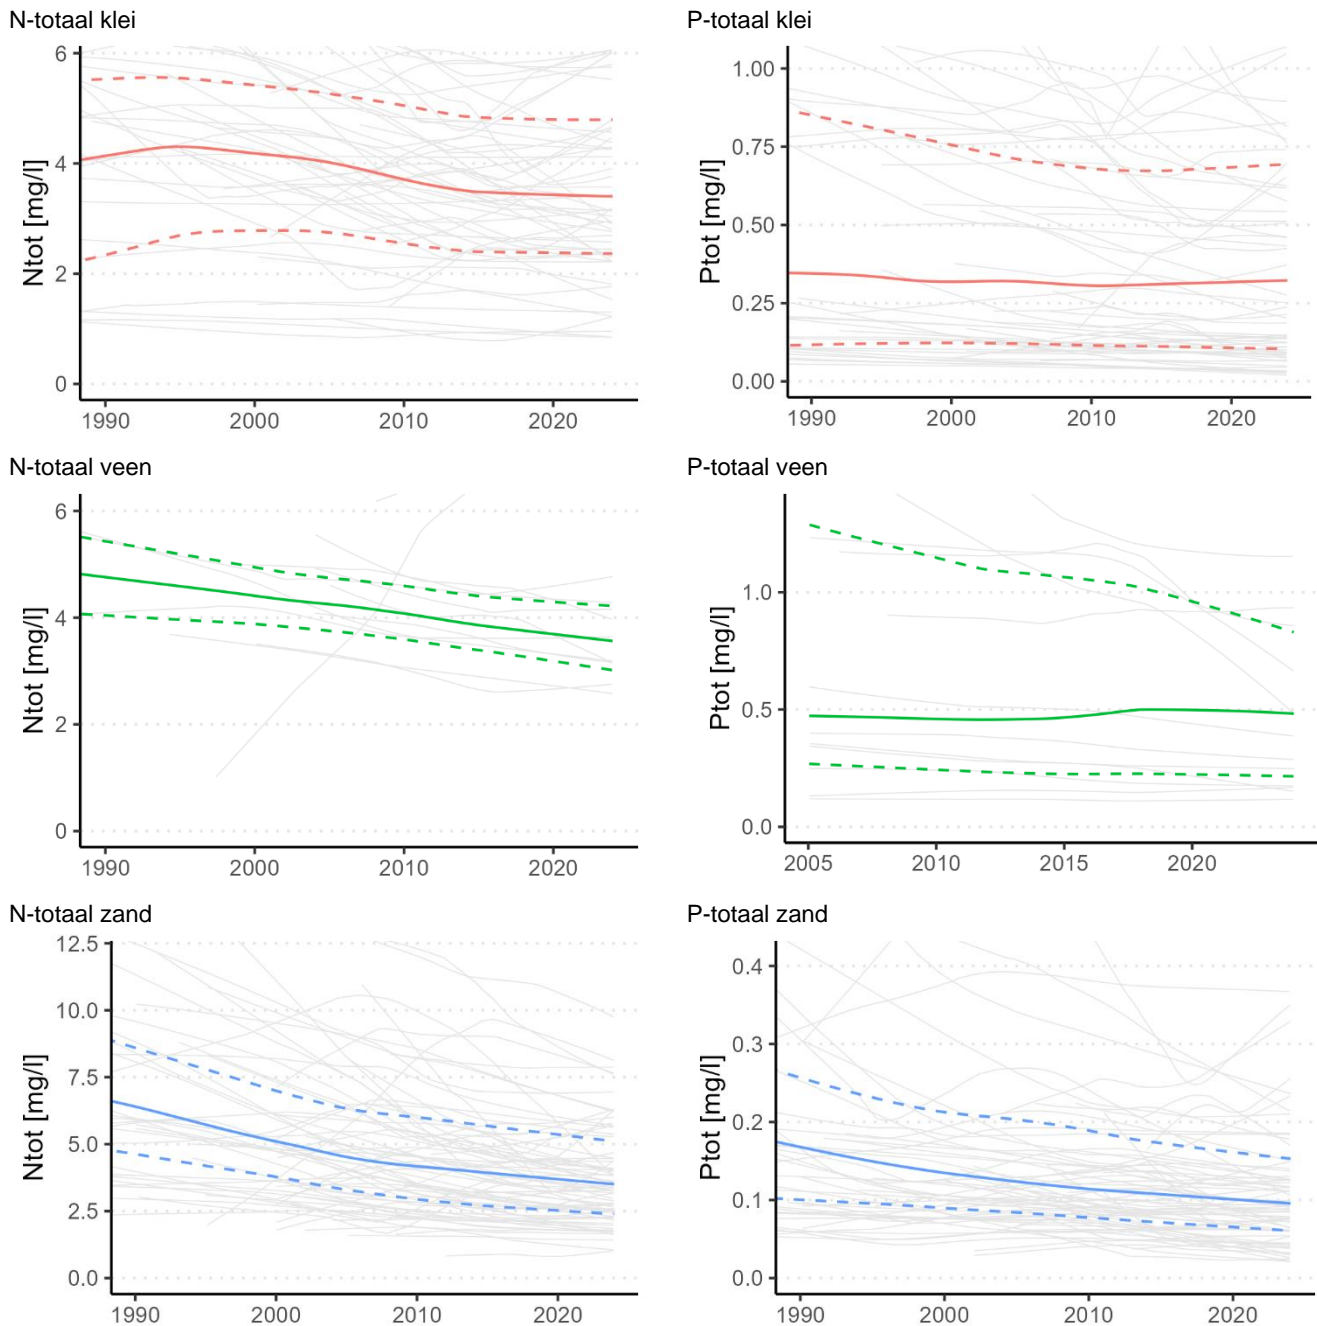 N-totaal klei
Ntot [mg/l]
6
4
2
0
1990 2000 2010 2020
P-totaal klei
Ptot [mg/l]
1.00
0.75
0.50
0.25
0.00
1990 2000 2010 2020
N-totaal veen
Ntot [mg/l]
6
4
2
0
1990 2000 2010 2020
P-totaal veen
Ptot [mg/l]
1.0
0.5
0.0
2005 2010 2015 2020
N-totaal zand
Ntot [mg/l]
12.5
10.0
7.5
5.0
2.5
0.0
1990 2000 2010 2020
P-totaal zand
Ptot [mg/l]
0.4
0.3
0.2
0.1
0.0
1990 2000 2010 2020